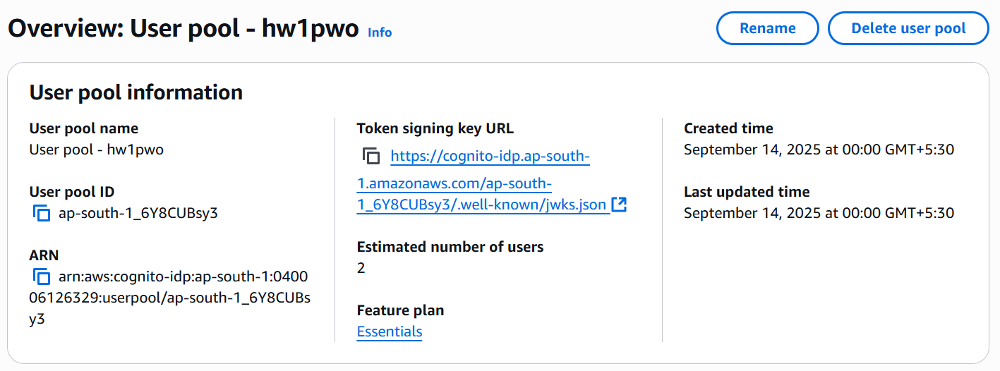 Overview: User pool - hw1pwo Info
Rename
Delete user pool
User pool information
User pool name
User pool - hw1pwo
User pool ID
ap-south-1_6Y8CUBsy3
ARN
arn:aws:cognito-idp:ap-south-1:0400
06126329:userpool/ap-south-1_6Y8CUBs
y3
Token signing key URL
https://cognito-idp.ap-south-
1.amazonaws.com/ap-south-
1_6Y8CUBsy3/.well-known/jwks.json
Estimated number of users
2
Feature plan
Essentials
Created time
September 14, 2025 at 00:00 GMT+5:30
Last updated time
September 14, 2025 at 00:00 GMT+5:30